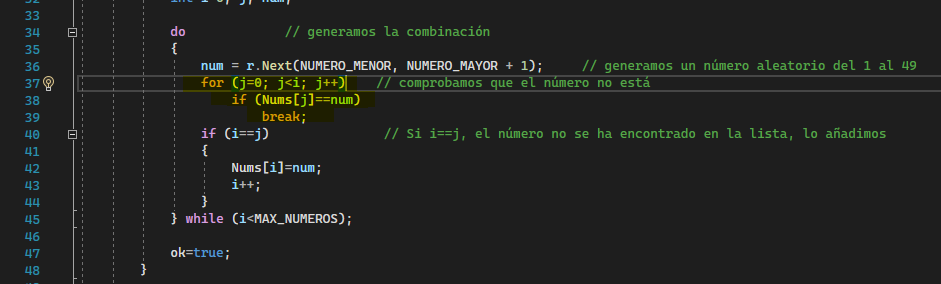 int i=0, j, num;
33
34 do // generamos la combinación
35 {
36 num = r.Next(NUMERO_MENOR, NUMERO_MAYOR + 1); // generamos un número aleatorio del 1 al 49
37 for (j=0; j<i; j++) // comprobamos que el número no está
38 if (Nums[j]==num)
39 break;
40 if (i==j) // Si i==j, el número no se ha encontrado en la lista, lo añadimos
41 {
42 Nums[i]=num;
43 i++;
44 }
45 } while (i<MAX_NUMEROS);
46
47 ok=true;
48 }